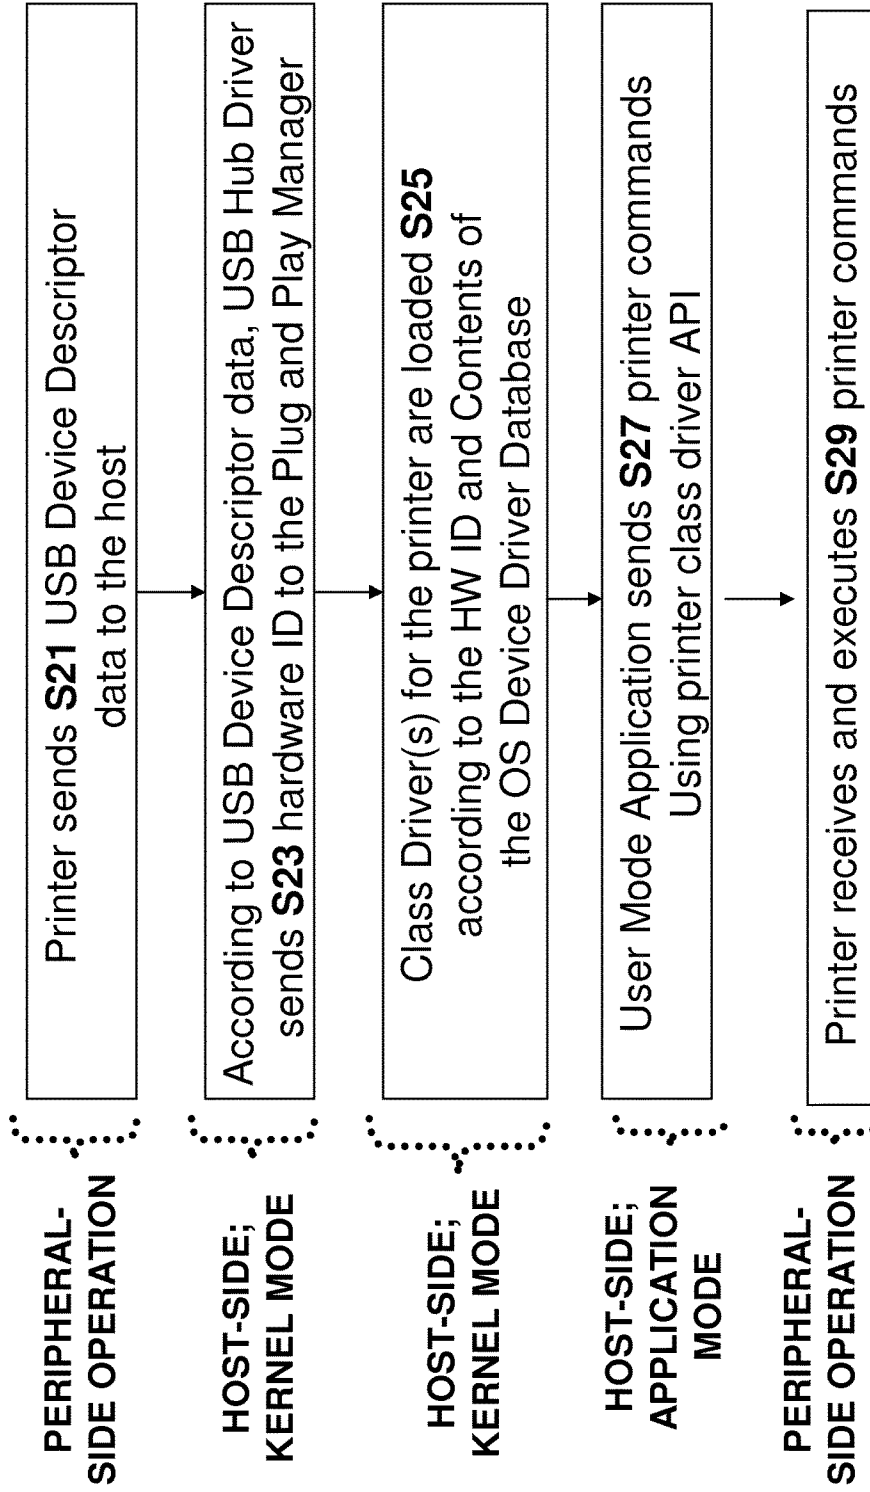 PERIPHERAL-
SIDE OPERATION
Printer sends S21 USB Device Descriptor
data to the host
HOST-SIDE;
KERNEL MODE
According to USB Device Descriptor data, USB Hub Driver
sends S23 hardware ID to the Plug and Play Manager
HOST-SIDE;
KERNEL MODE
Class Driver(s) for the printer are loaded S25
according to the HW ID and Contents of
the OS Device Driver Database
HOST-SIDE;
APPLICATION
MODE
User Mode Application sends S27 printer commands
Using printer class driver API
PERIPHERAL-
SIDE OPERATION
Printer receives and executes S29 printer commands